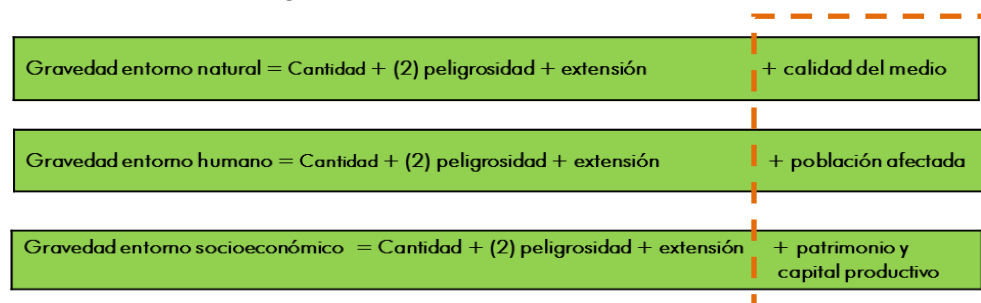 Gravedad entorno natural = Cantidad + (2) peligrosidad + extensión + calidad del medio
Gravedad entorno humano = Cantidad + (2) peligrosidad + extensión + población afectada
Gravedad entorno socioeconómico = Cantidad + (2) peligrosidad + extensión + patrimonio y
capital productivo